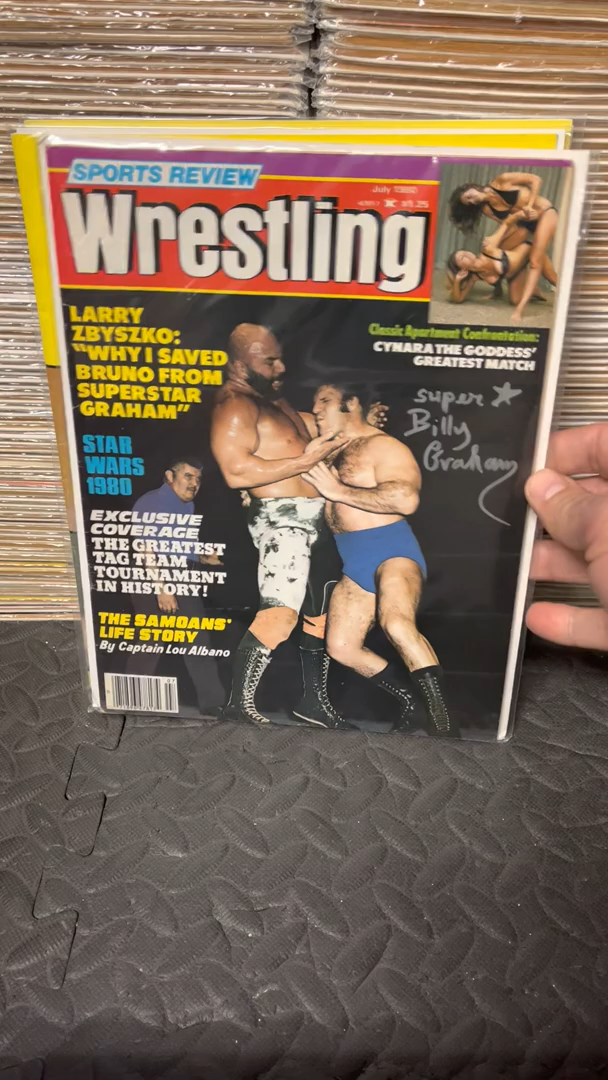 SPORTS REVIEW
July
Wrestling
LARRY
ZBYSZKO:
"WHY I SAVED
BRUNO FROM
SUPERSTAR
GRAHAM"
Classic Apartment Confrontation:
CYNARA THE GODDESS'
GREATEST MATCH
super
Billy
Graham
STAR
WARS
1980
EXCLUSIVE
COVERAGE
THE GREATEST
TAG TEAM
TOURNAMENT
IN HISTORY!
THE SAMOANS'
LIFE STORY
By Captain Lou Albano